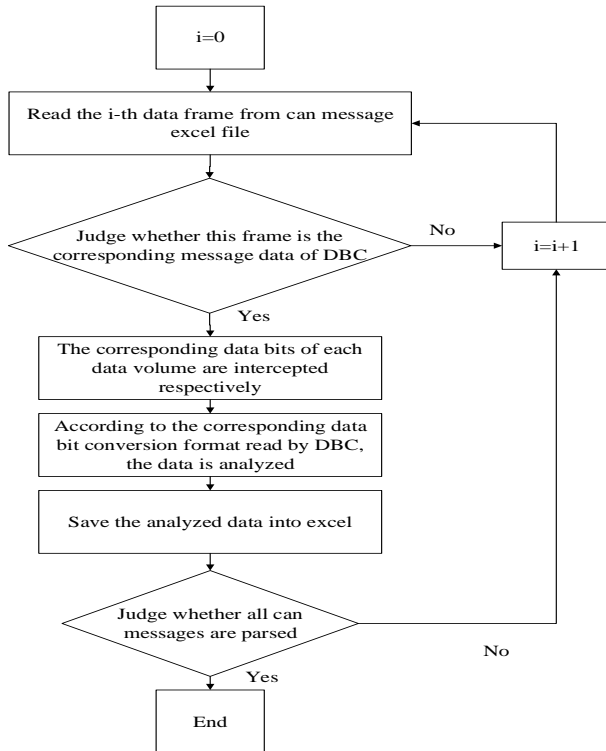 i=0
Read the i-th data frame from can message
excel file
Judge whether this frame is the
corresponding message data of DBC
No
i=i+1
Yes
The corresponding data bits of each
data volume are intercepted
respectively
According to the corresponding data
bit conversion format read by DBC,
the data is analyzed
Save the analyzed data into excel
Judge whether all can
messages are parsed
No
Yes
End